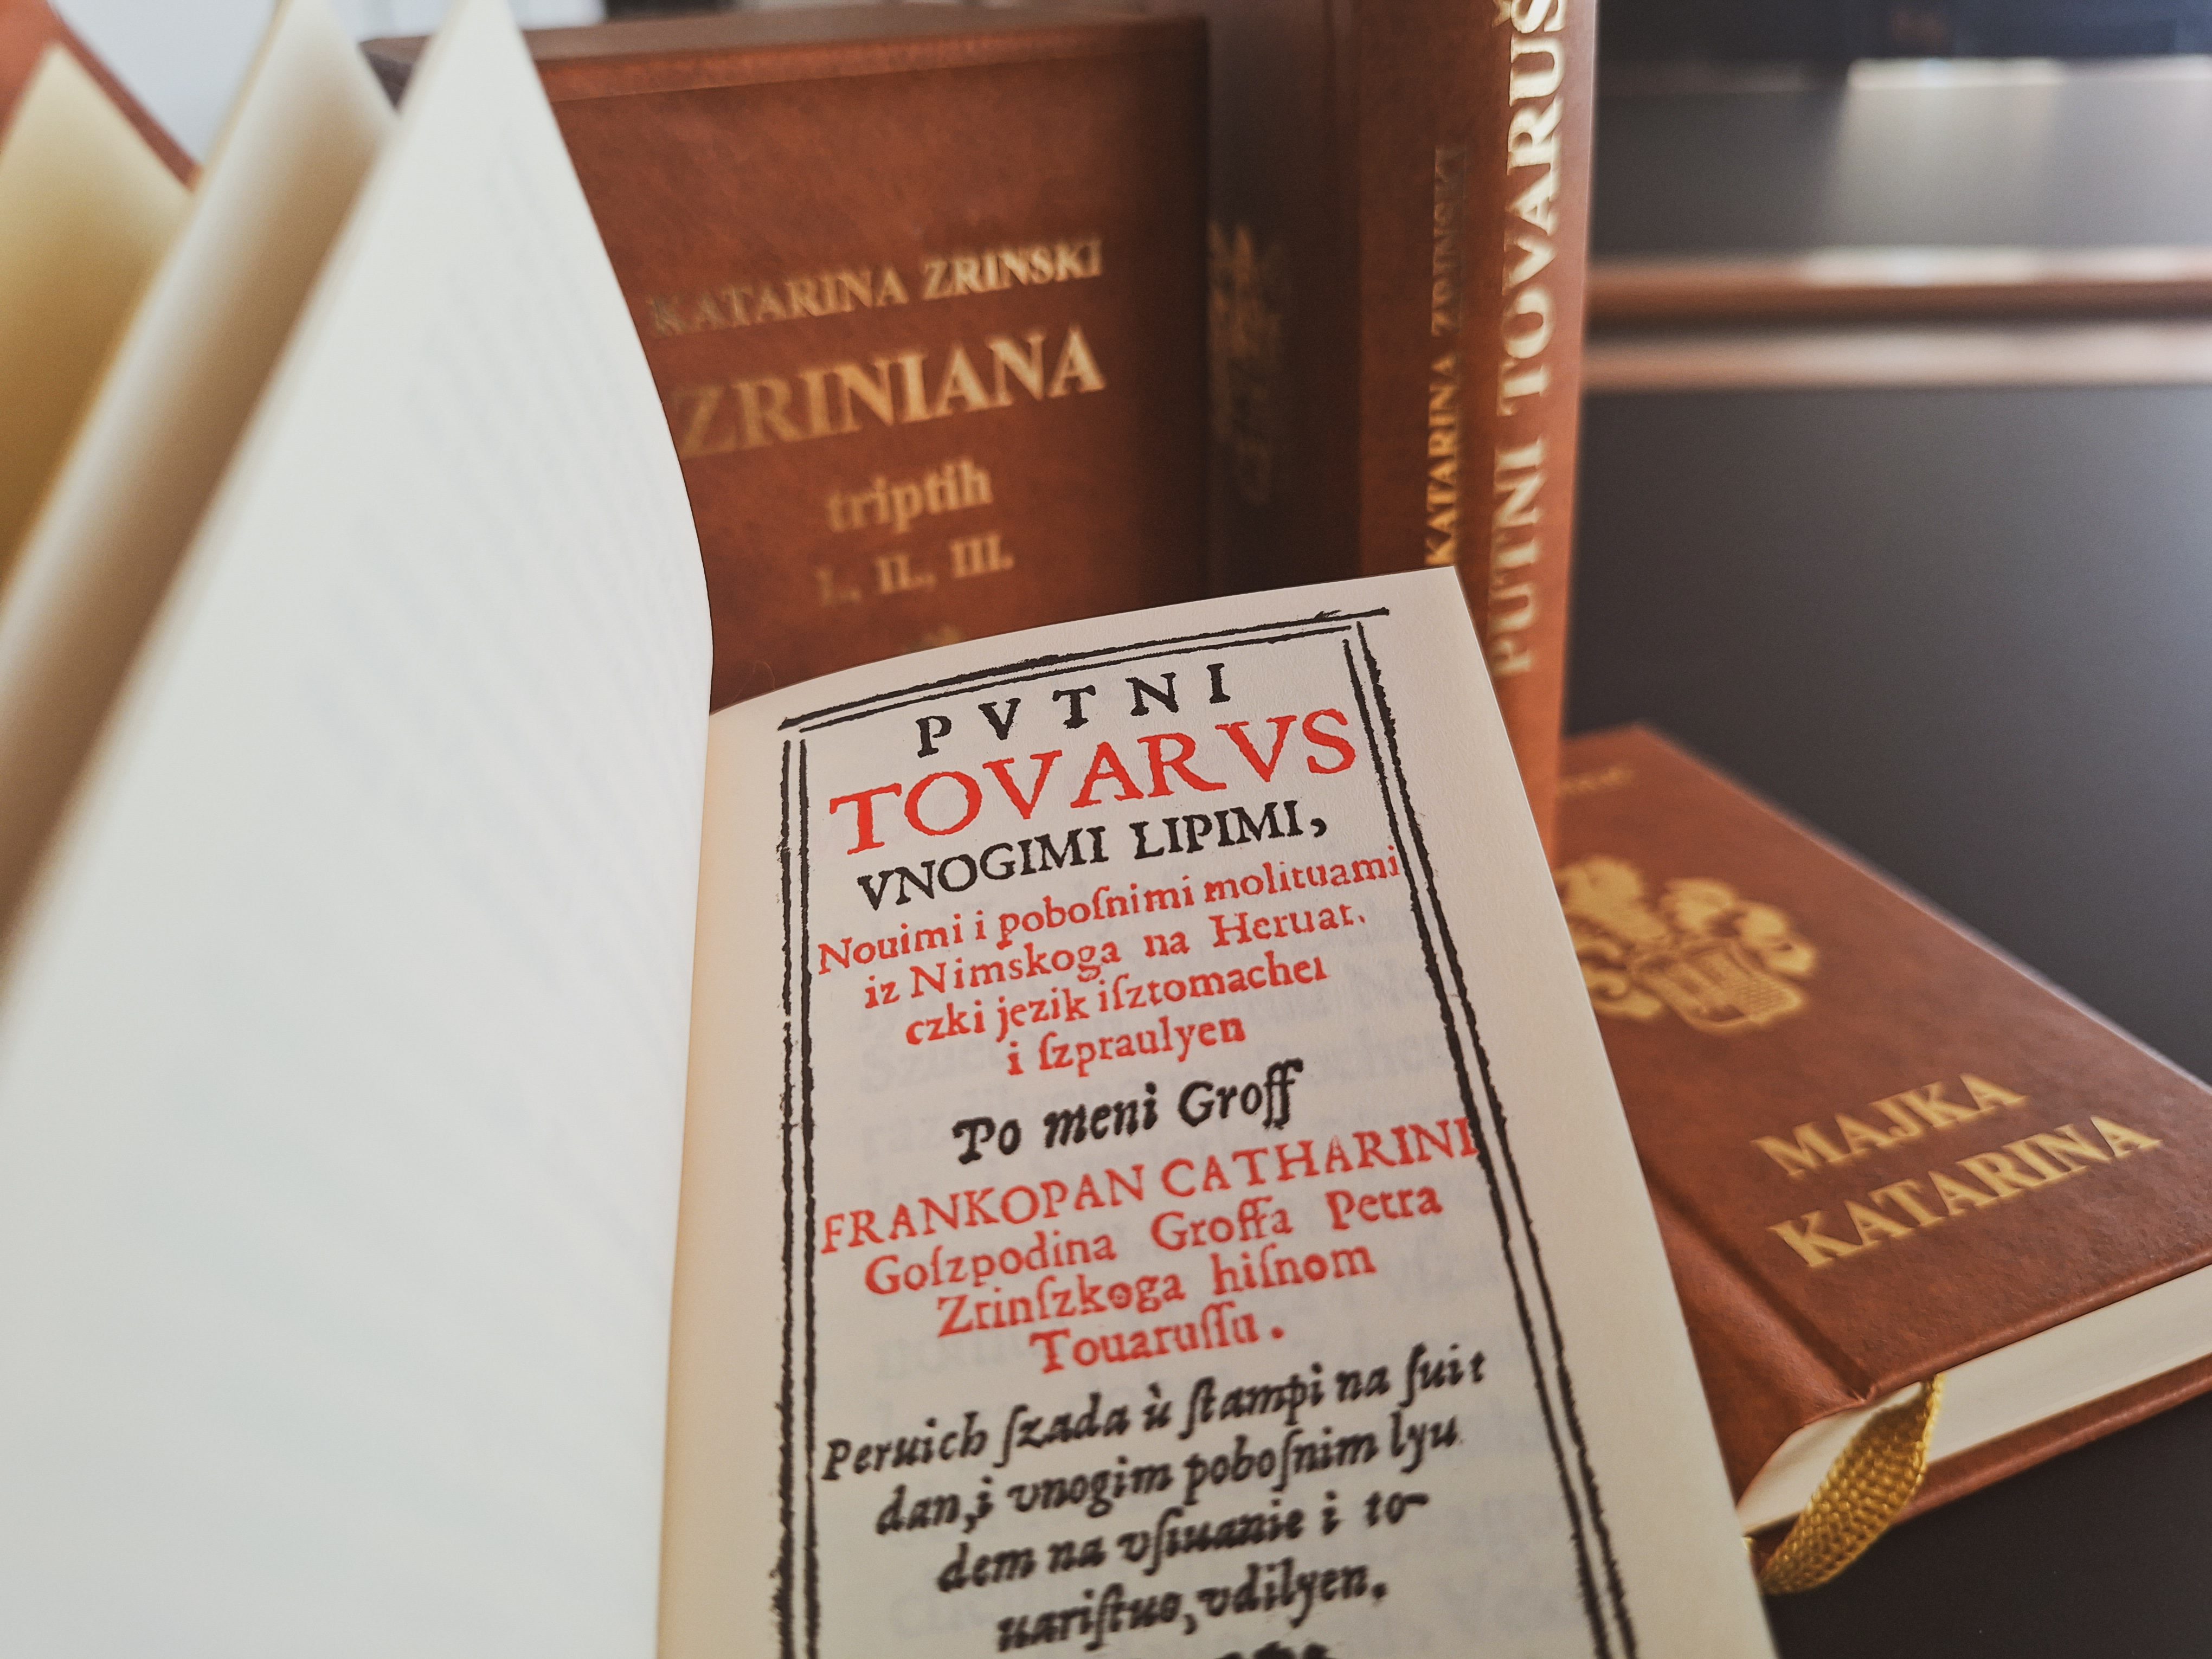 KATARINA ZRINSKI
ZRINIANA
triptih
I., II., III.
KATARINA ZRINSKI
PUTNI TOVARUŠ
PVTNI
TOVARVS
VNOGIMI LIPIMI,
Nouimi i poboſnimi molituami
iz Nimskoga na Heruat.
czki jezik iſztomachei
i ſzpraulyen
Po meni Groff
FRANKOPAN CATHARINI
Goſzpodina Groffa Petra
Zrinſzkoga hiſnom
Touaruſſu.
Peruich ſzada ù ſtampi na ſuit
dan,i vnogim poboſnim lyu
dem na vſiuanie i to-
uariſtuo,vdilyen.
MAJKA
KATARINA